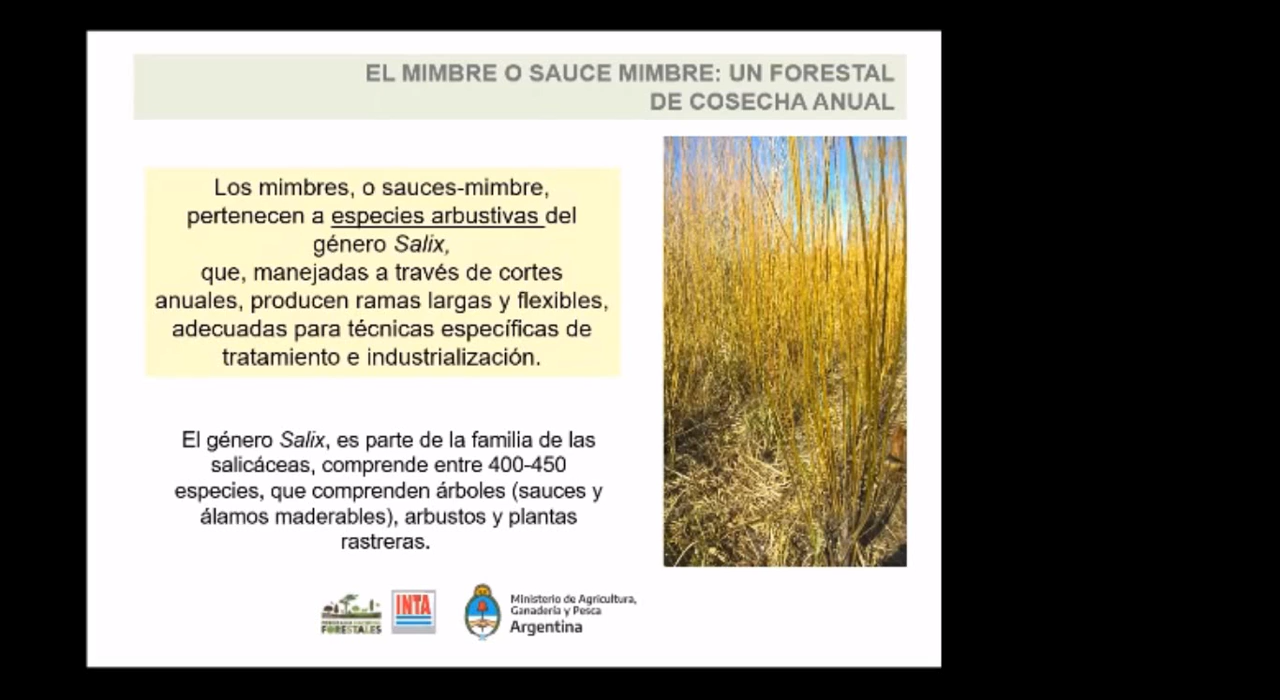 EL MIMBRE O SAUCE MIMBRE: UN FORESTAL
DE COSECHA ANUAL
Los mimbres, o sauces-mimbre,
pertenecen a especies arbustivas del
género Salix,
que, manejadas a través de cortes
anuales, producen ramas largas y flexibles,
adecuadas para técnicas específicas de
tratamiento e industrialización.
El género Salix, es parte de la familia de las
salicáceas, comprende entre 400-450
especies, que comprenden árboles (sauces y
álamos maderables), arbustos y plantas
rastreras.
FORESTALES
INTA
Ministerio de Agricultura,
Ganadería y Pesca
Argentina